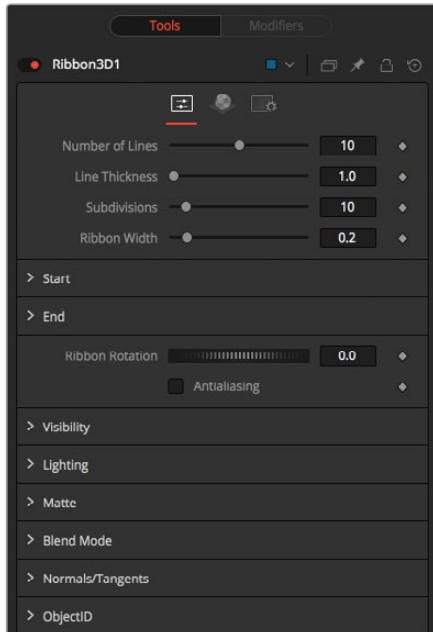 Tools Modifiers
Ribbon3D1
Number of Lines 10
Line Thickness 1.0
Subdivisions 10
Ribbon Width 0.2
> Start
> End
Ribbon Rotation 0.0
Antialiasing
> Visibility
> Lighting
> Matte
> Blend Mode
> Normals/Tangents
> ObjectID